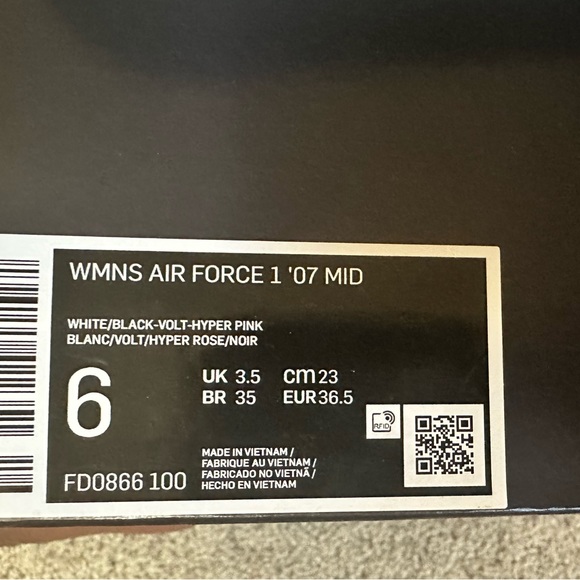 WMNS AIR FORCE 1 '07 MID
WHITE/BLACK-VOLT-HYPER PINK
BLANC/VOLT/HYPER ROSE/NOIR
6
UK 3.5 cm 23
BR 35 EUR 36.5
RFID
FD0866 100
MADE IN VIETNAM /
FABRIQUE AU VIETNAM /
FABRICADO NO VIETNÃ /
HECHO EN VIETNAM